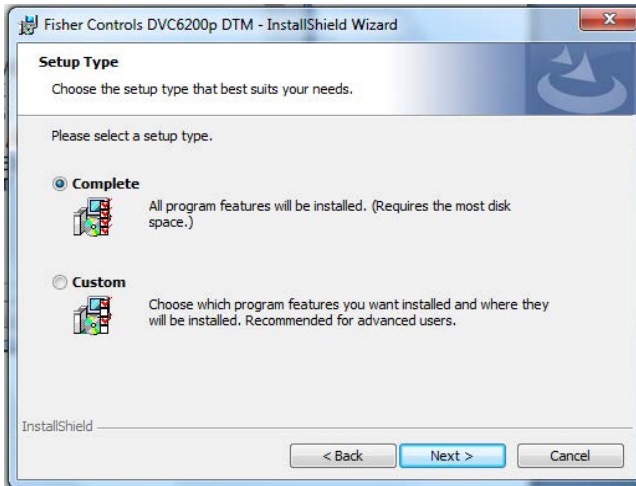 Fisher Controls DVC6200p DTM - InstallShield Wizard
Setup Type
Choose the setup type that best suits your needs.
Please select a setup type.
Complete
All program features will be installed. (Requires the most disk
space.)
Custom
Choose which program features you want installed and where they
will be installed. Recommended for advanced users.
InstallShield
< Back
Next >
Cancel